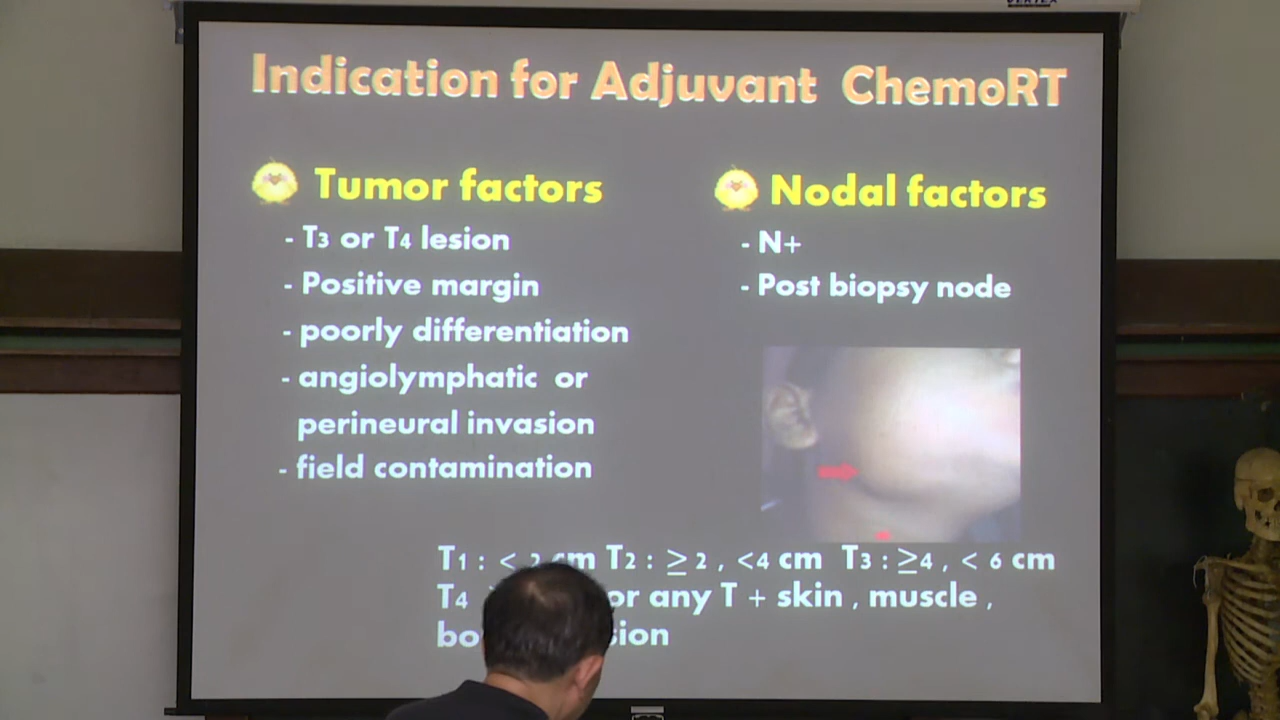 VERTEX
Indication for Adjuvant ChemoRT
Tumor factors
- T3 or T4 lesion
- Positive margin
- poorly differentiation
- angiolymphatic or
perineural invasion
- field contamination
Nodal factors
- N+
- Post biopsy node
T1 : < 2 cm T2 : ≥ 2 , <4 cm T3 : ≥4 , < 6 cm
T4 or any T + skin , muscle ,